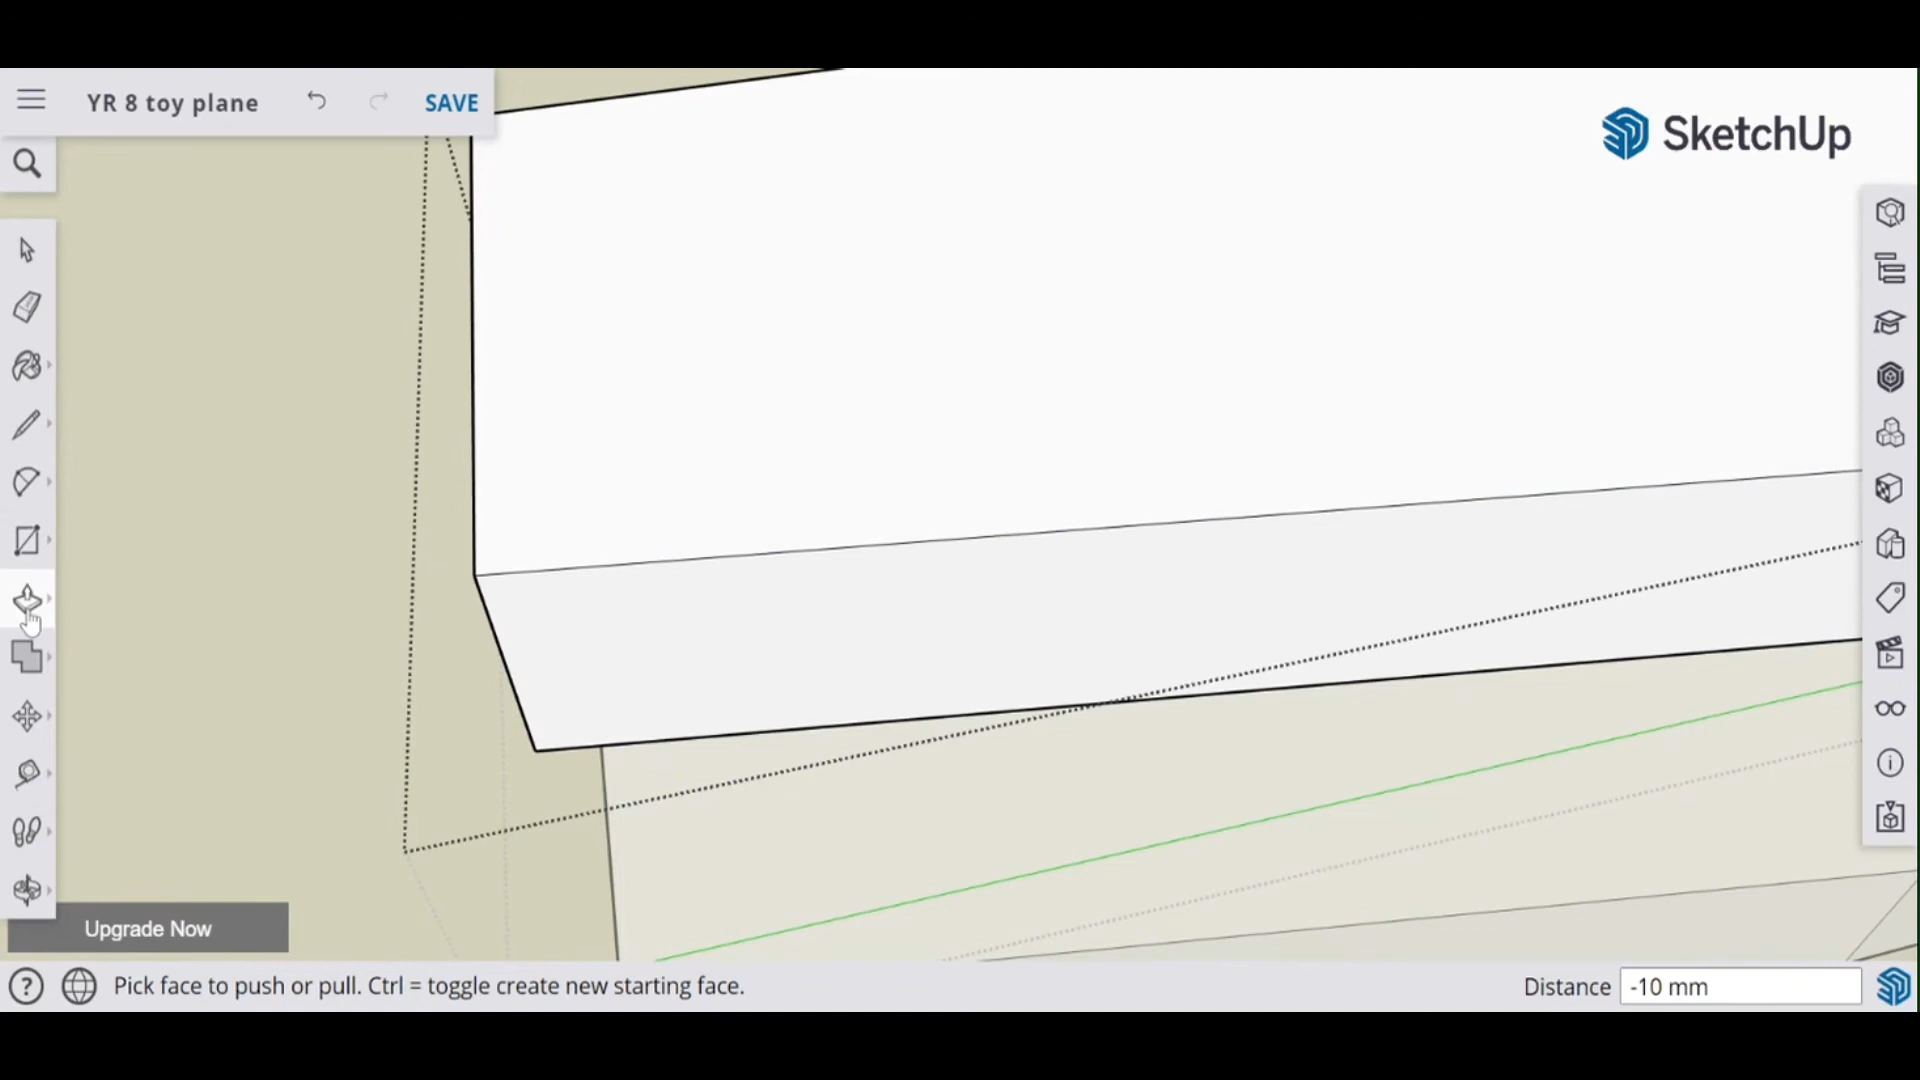 YR 8 toy plane
SAVE
SketchUp
Upgrade Now
Pick face to push or pull. Ctrl = toggle create new starting face.
Distance
-10 mm